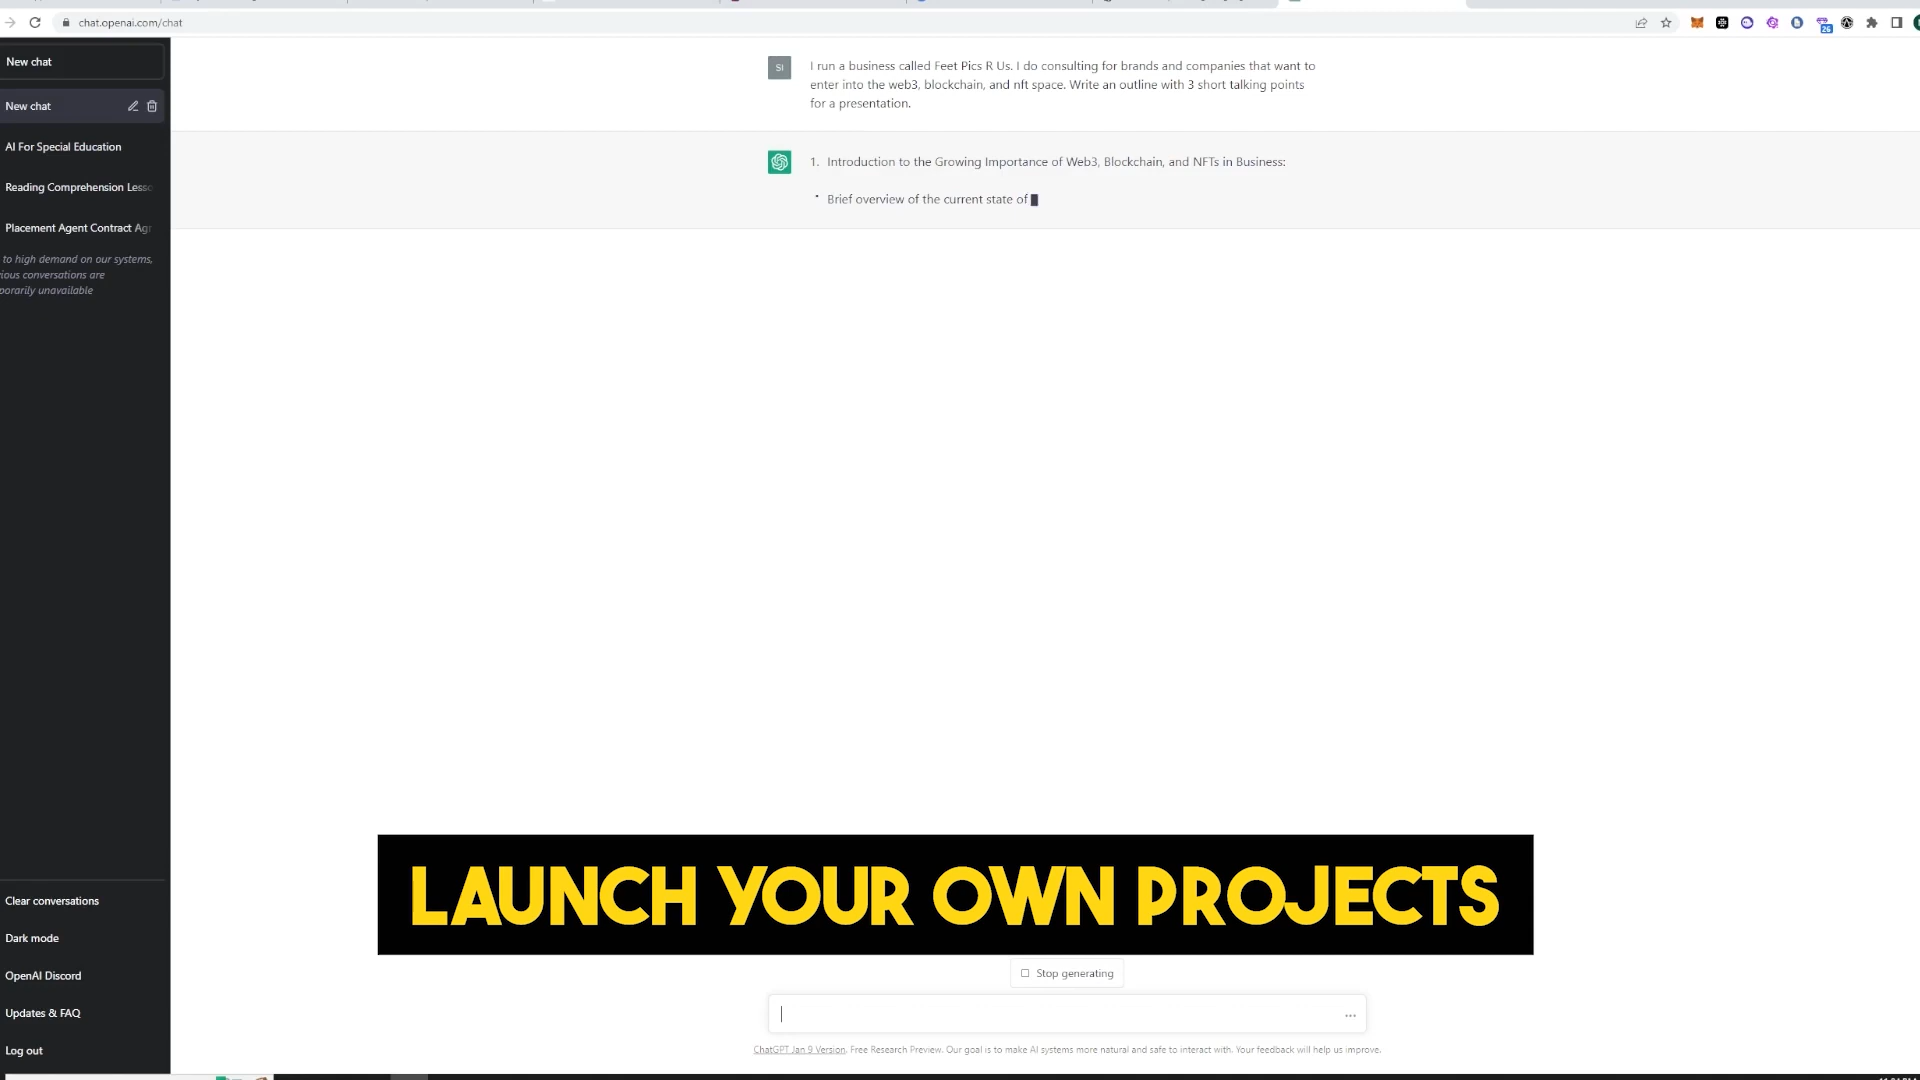 chat.openai.com/chat
26
New chat
New chat
AI For Special Education
Reading Comprehension Lesso
Placement Agent Contract Agr
to high demand on our systems,
ious conversations are
porarily unavailable
SI
I run a business called Feet Pics R Us. I do consulting for brands and companies that want to
enter into the web3, blockchain, and nft space. Write an outline with 3 short talking points
for a presentation.
1. Introduction to the Growing Importance of Web3, Blockchain, and NFTs in Business:
• Brief overview of the current state of
LAUNCH YOUR OWN PROJECTS
Clear conversations
Dark mode
OpenAI Discord
Updates & FAQ
Log out
Stop generating
ChatGPT Jan 9 Version. Free Research Preview. Our goal is to make AI systems more natural and safe to interact with. Your feedback will help us improve.